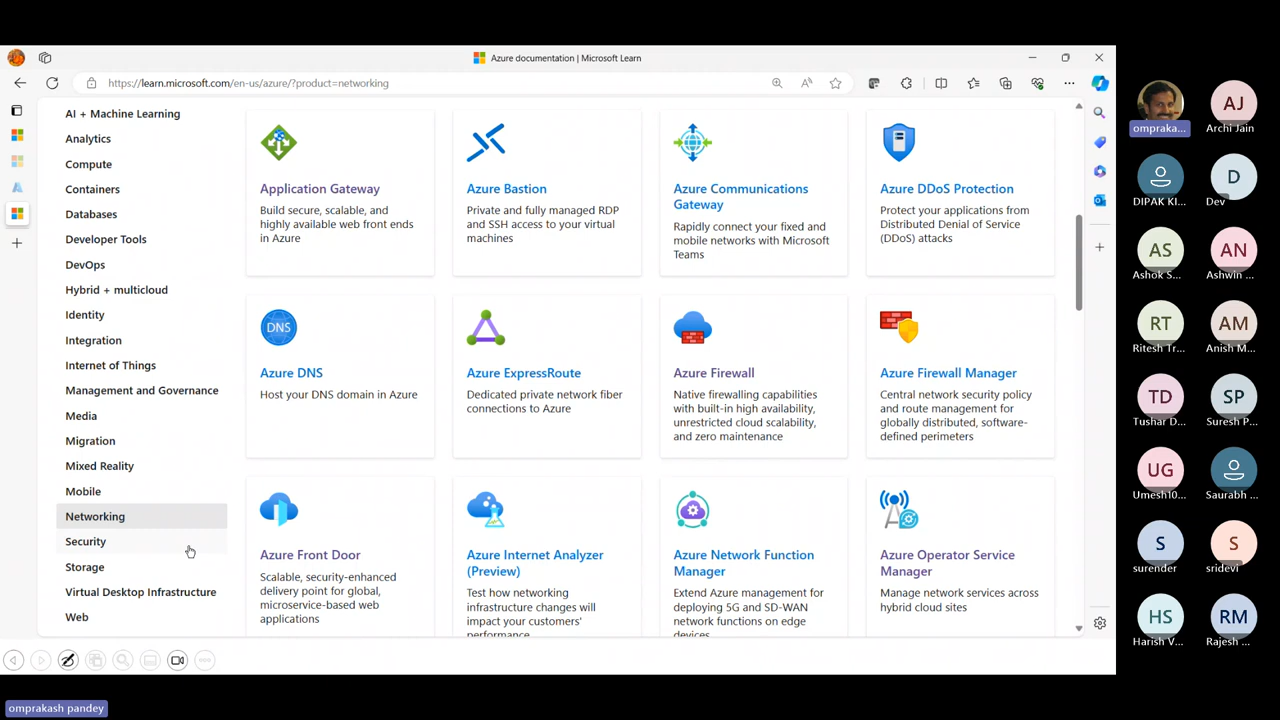 Azure documentation | Microsoft Learn
https://learn.microsoft.com/en-us/azure/?product=networking
AI + Machine Learning
Analytics
Compute
Containers
Databases
Developer Tools
DevOps
Hybrid + multicloud
Identity
Integration
Internet of Things
Management and Governance
Media
Migration
Mixed Reality
Mobile
Networking
Security
Storage
Virtual Desktop Infrastructure
Web
Application Gateway
Build secure, scalable, and
highly available web front ends
in Azure
Azure Bastion
Private and fully managed RDP
and SSH access to your virtual
machines
Azure Communications
Gateway
Rapidly connect your fixed and
mobile networks with Microsoft
Teams
Azure DDoS Protection
Protect your applications from
Distributed Denial of Service
(DDoS) attacks
DNS
Azure DNS
Host your DNS domain in Azure
Azure ExpressRoute
Dedicated private network fiber
connections to Azure
Azure Firewall
Native firewalling capabilities
with built-in high availability,
unrestricted cloud scalability,
and zero maintenance
Azure Firewall Manager
Central network security policy
and route management for
globally distributed, software-
defined perimeters
Azure Front Door
Scalable, security-enhanced
delivery point for global,
microservice-based web
applications
Azure Internet Analyzer
(Preview)
Test how networking
infrastructure changes will
impact your customers'
performance
Azure Network Function
Manager
Extend Azure management for
deploying 5G and SD-WAN
network functions on edge
devices
Azure Operator Service
Manager
Manage network services across
hybrid cloud sites
ompraka...
AJ
Archi Jain
DIPAK KI...
D
Dev
AS
Ashok S...
AN
Ashwin ...
RT
Ritesh Tr...
AM
Anish M...
TD
Tushar D...
SP
Suresh P...
UG
Umesh10...
Saurabh ...
S
surender
S
sridevi
HS
Harish V...
RM
Rajesh ...
omprakash pandey